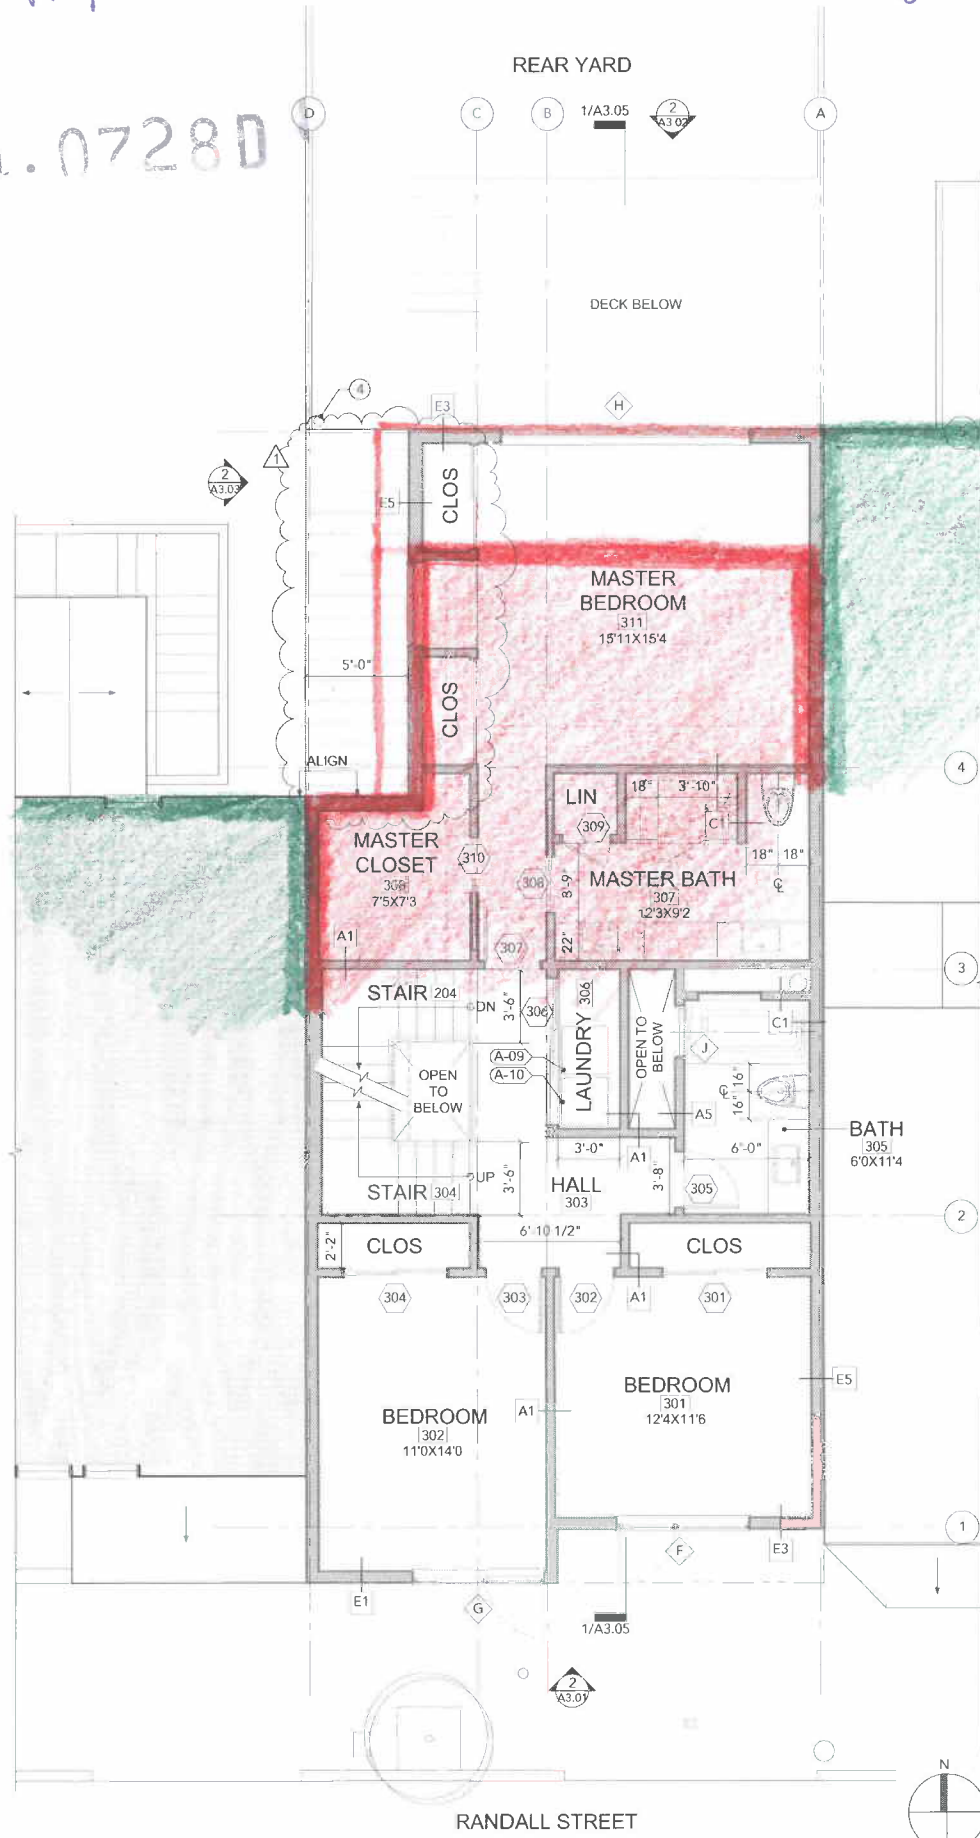 REAR YARD
D
C
B
1/A3.05
2
A3.02
A
.0728D
DECK BELOW
4
E3
H
1
2
A3.03
CLOS
E5
MASTER
BEDROOM
311
15'11X15'4
5'-0"
CLOS
ALIGN
4
LIN
18"
3'-10"
309
C1
MASTER
CLOSET
308
7'5X7'3
310
308
8'-9"
MASTER BATH
307
12'3X9'2
18"
18"
A1
307
22"
3
STAIR 204
DN
3'-6"
306
LAUNDRY 306
OPEN TO
BELOW
C1
J
A-09
A-10
OPEN
TO
BELOW
16"
16"
A5
BATH
305
6'0X11'4
3'-0"
A1
6'-0"
UP
STAIR 304
3'-6"
HALL
303
3'-8"
305
2
6'-10 1/2"
2'-2"
CLOS
CLOS
304
303
302
A1
301
BEDROOM
301
12'4X11'6
E5
A1
BEDROOM
302
11'0X14'0
1
F
E3
E1
G
1/A3.05
2
A3.01
N
RANDALL STREET